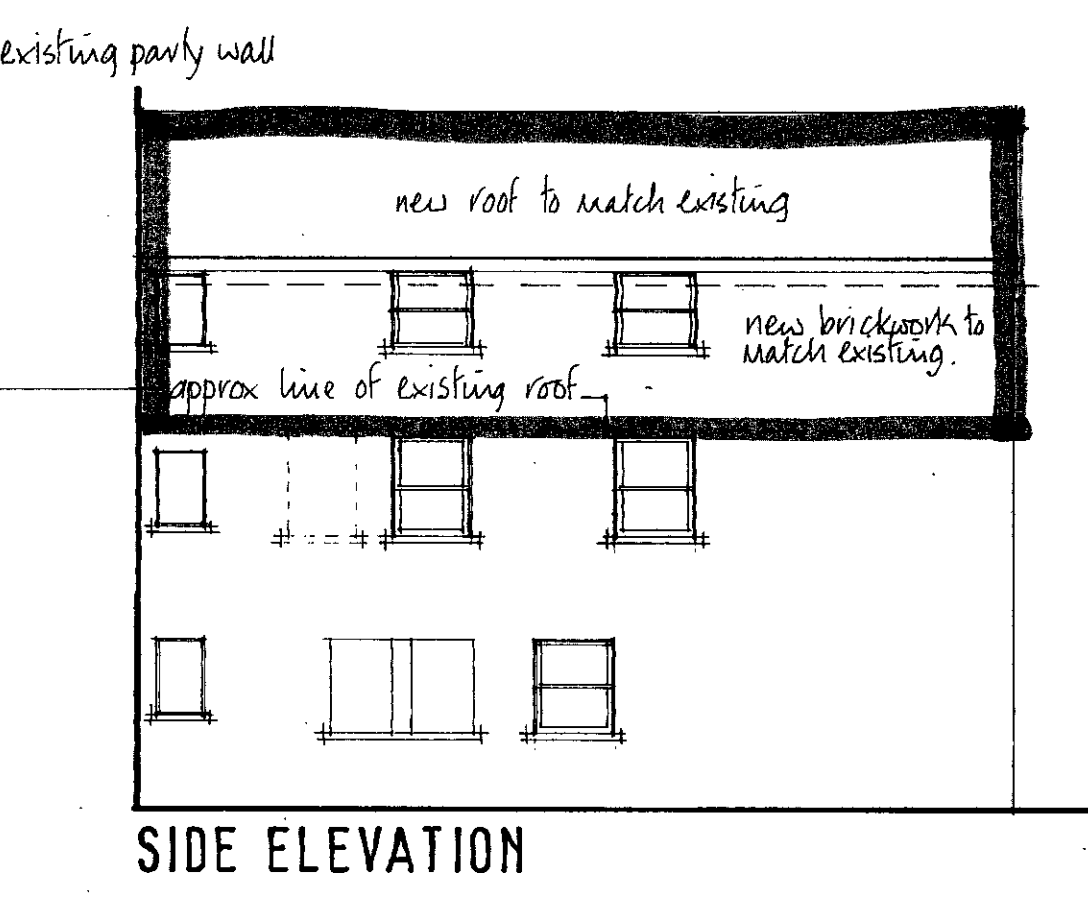 existing party wall
new roof to match existing
new brickwork to
match existing.
approx line of existing roof
SIDE ELEVATION